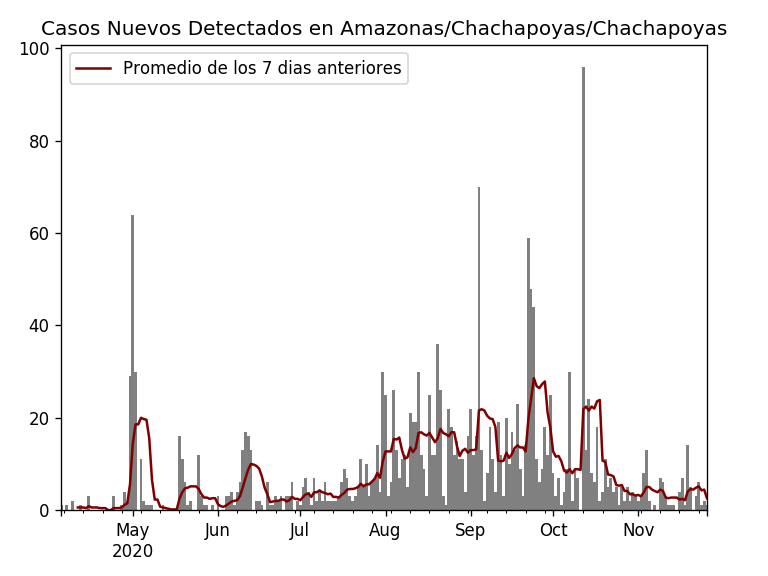 Casos Nuevos Detectados en Amazonas/Chachapoyas/Chachapoyas
Promedio de los 7 dias anteriores
100
80
60
40
20
0
May Jun Jul Aug Sep Oct Nov
2020